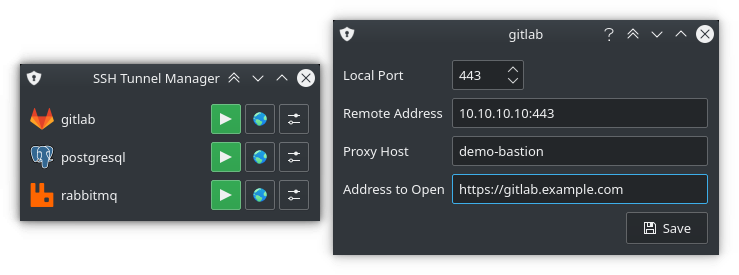 SSH Tunnel Manager
gitlab
postgresql
rabbitmq
gitlab
Local Port 443
Remote Address 10.10.10.10:443
Proxy Host demo-bastion
Address to Open https://gitlab.example.com
Save